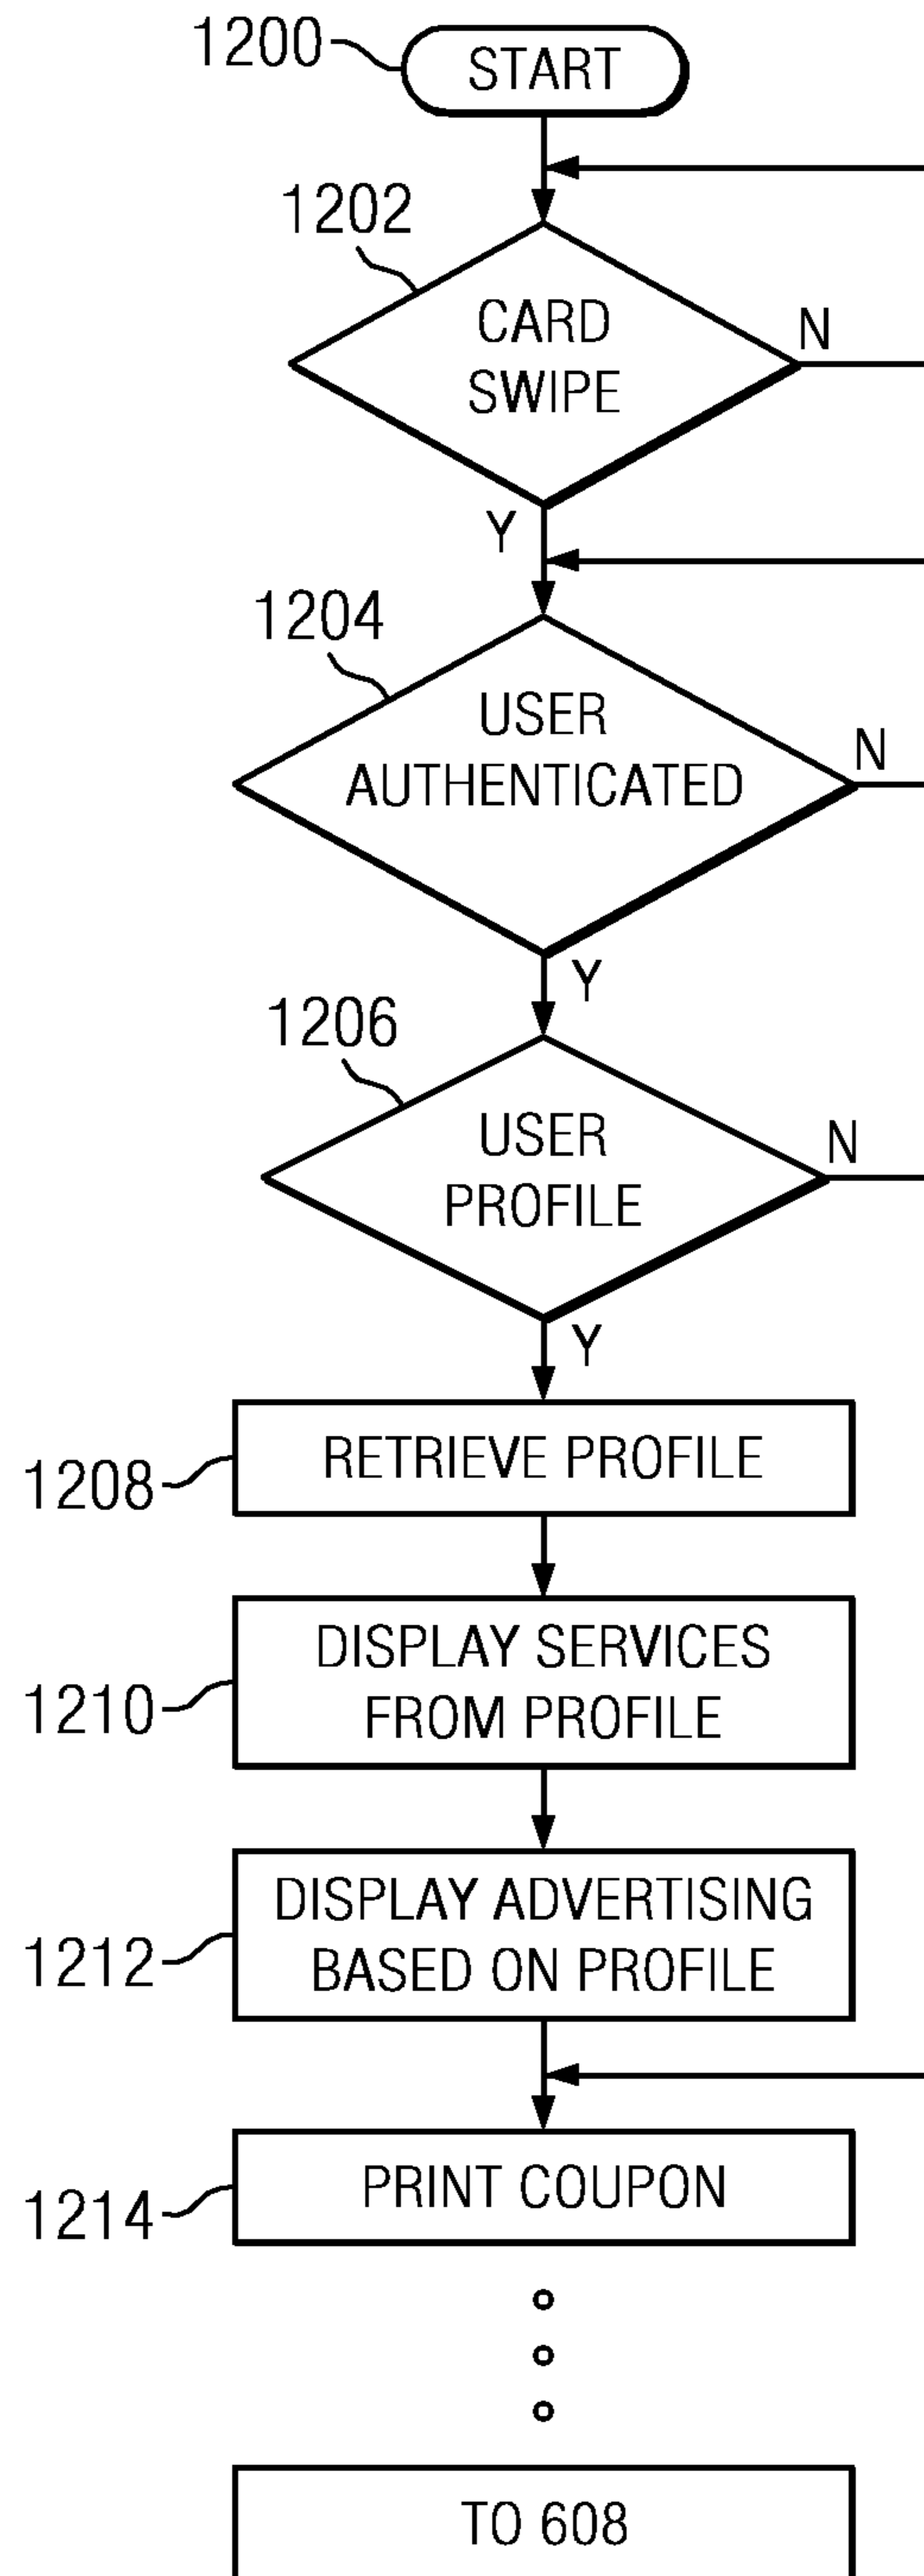 1200
START
1202
CARD
SWIPE
N
Y
1204
USER
AUTHENTICATED
N
Y
1206
USER
PROFILE
N
Y
1208
RETRIEVE PROFILE
1210
DISPLAY SERVICES
FROM PROFILE
1212
DISPLAY ADVERTISING
BASED ON PROFILE
1214
PRINT COUPON
TO 608